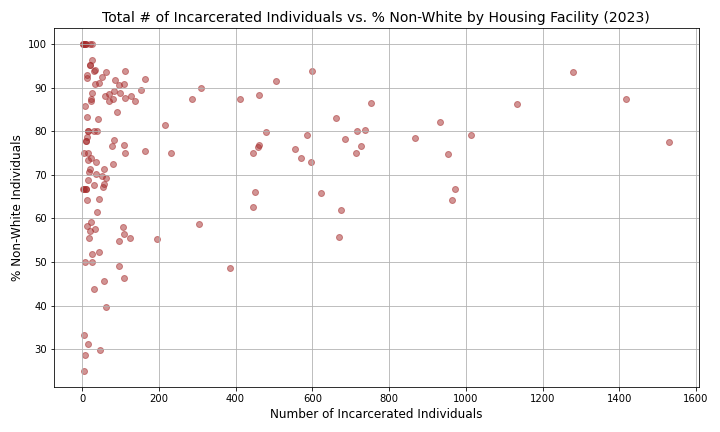 Total # of Incarcerated Individuals vs. % Non-White by Housing Facility (2023)
% Non-White Individuals
100
90
80
70
60
50
40
30
0 200 400 600 800 1000 1200 1400 1600
Number of Incarcerated Individuals